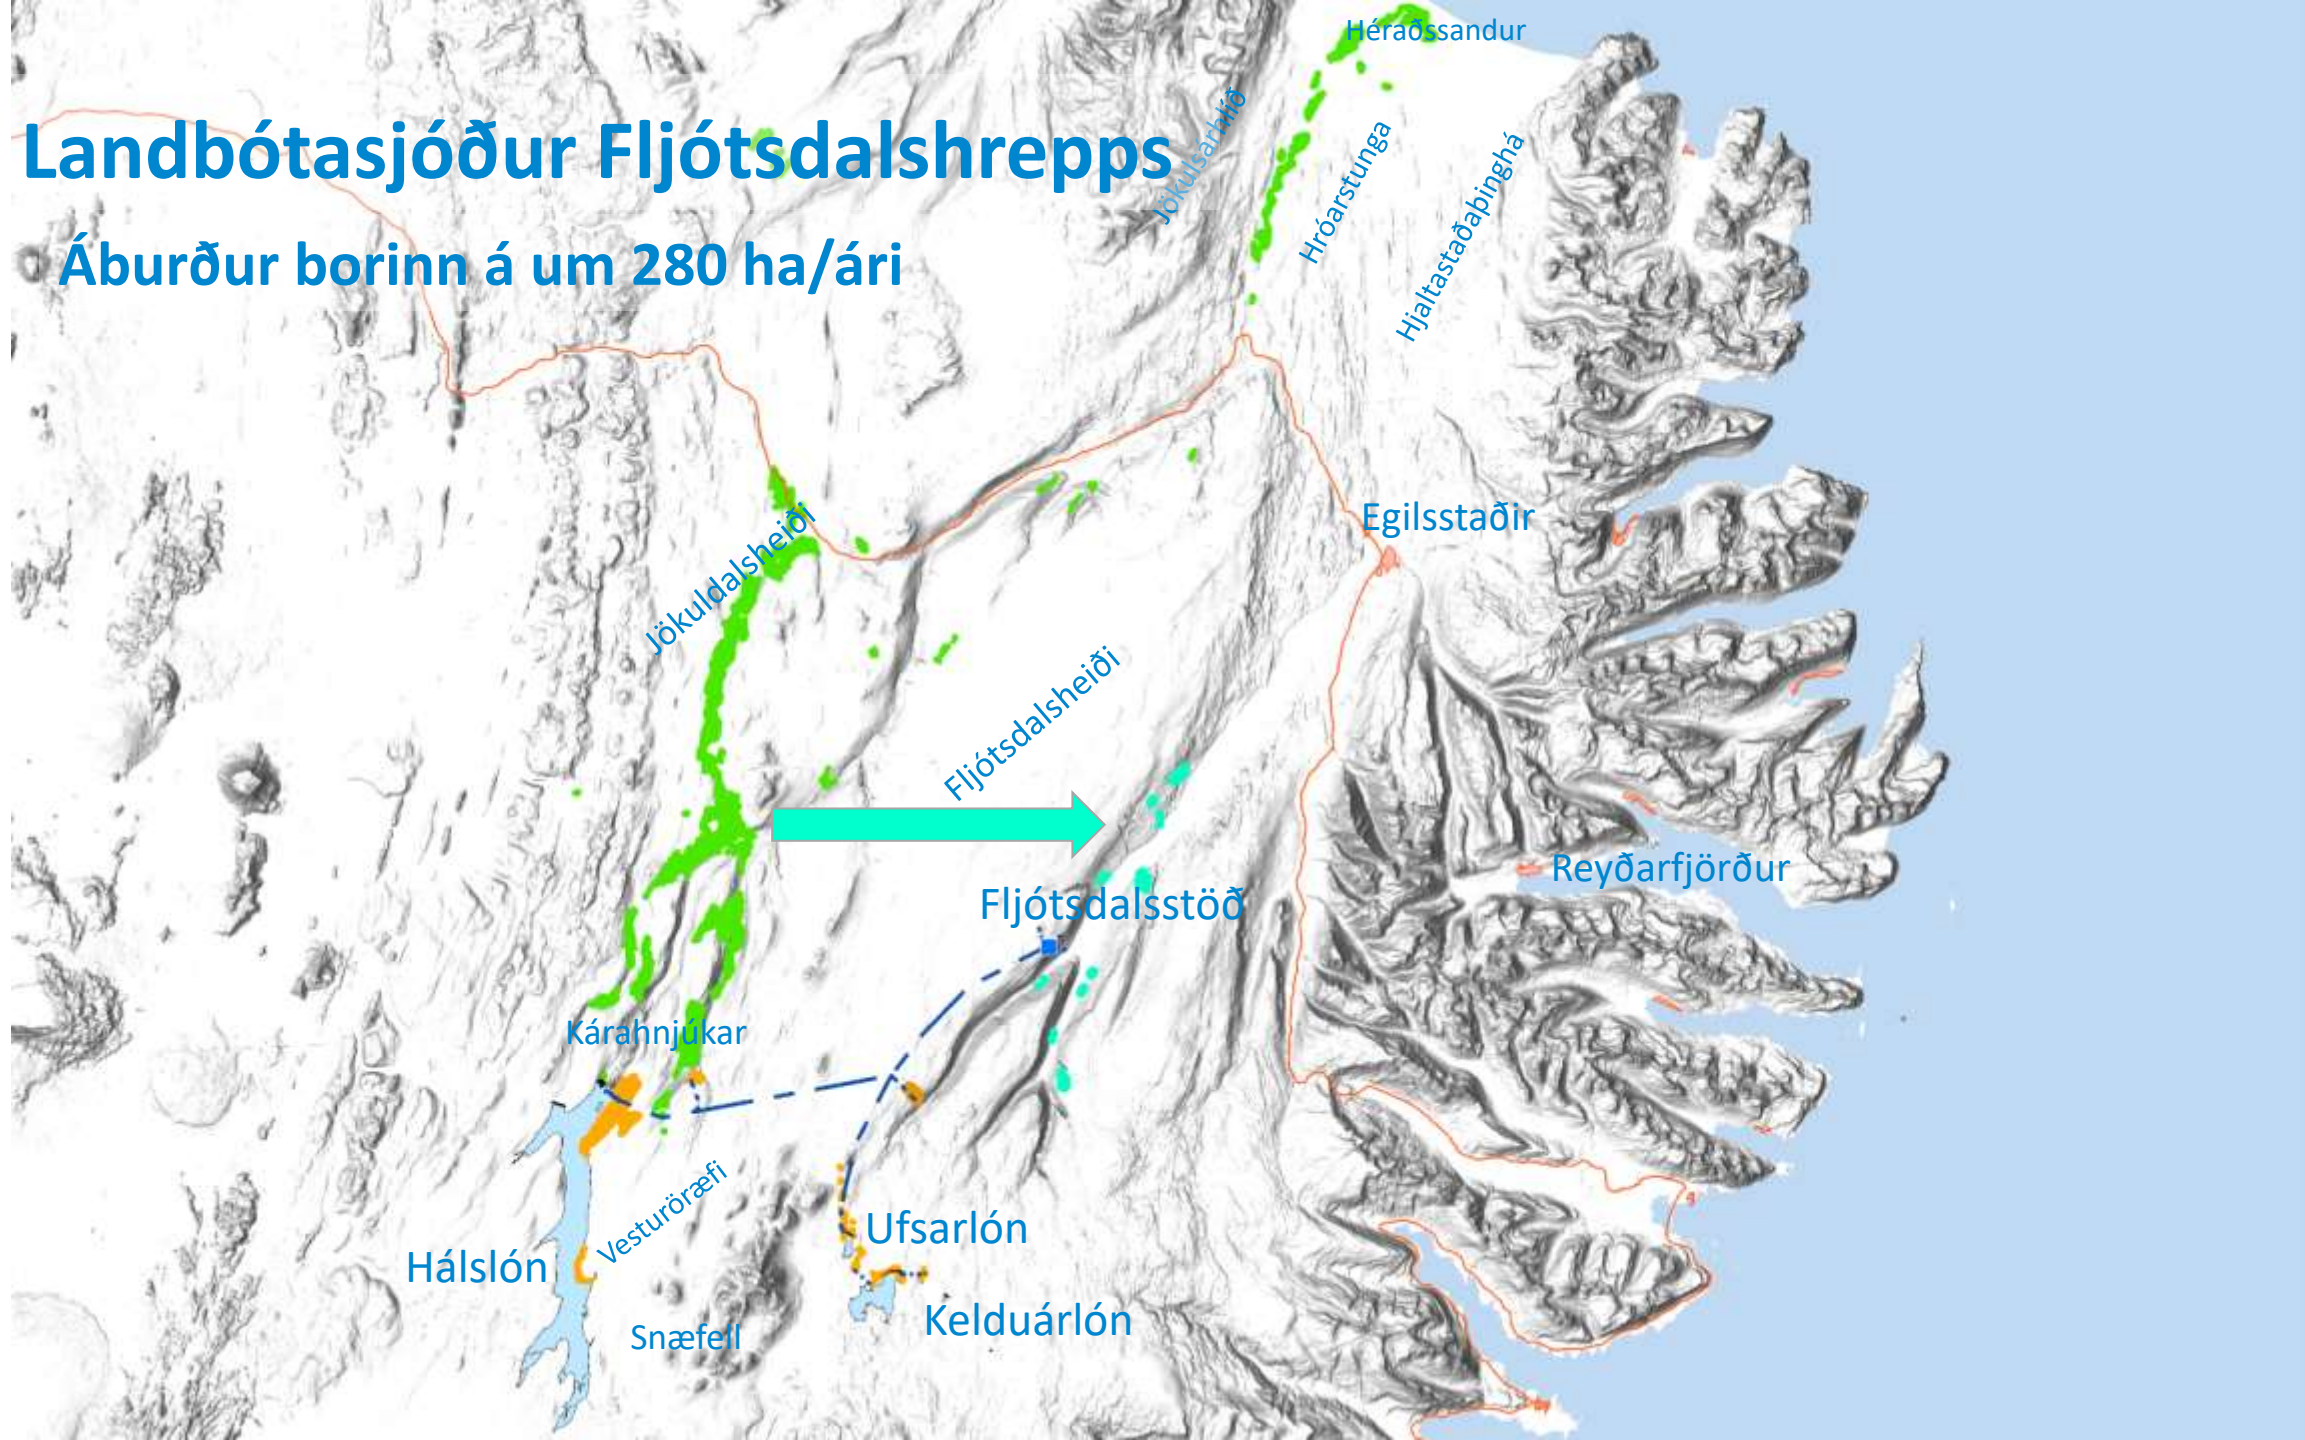 Héraðssandur
Landbótasjóður Fljótsdalshrepps
Jökulsárhlíð
Hróarstunga
Hjaltastaðaþinghá
Áburður borinn á um 280 ha/ári
Egilsstaðir
Jökuldalsheiði
Fljótsdalsheiði
Reyðarfjörður
Fljótsdalsstöð
Kárahnjúkar
Vesturöræfi
Ufsarlón
Hálslón
Kelduárlón
Snæfell